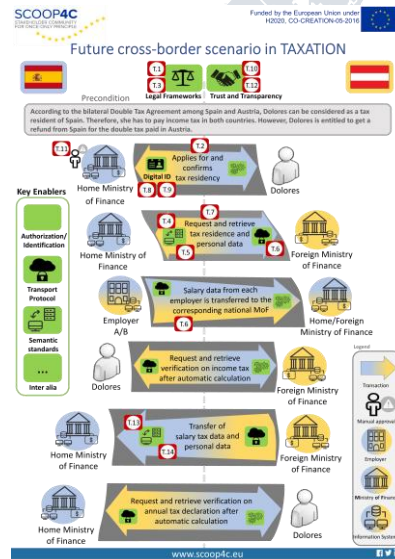 SCOOP4C
STAKEHOLDER COMMUNITY
FOR ONCE-ONLY PRINCIPLE
Funded by the European Union under
H2020, CO-CREATION-05-2016
Future cross-border scenario in TAXATION
T.1
T.3
T.10
T.12
Precondition
Legal Frameworks
Trust and Transparency
According to the bilateral Double Tax Agreement among Spain and Austria, Dolores can be considered as a tax
resident of Spain. Therefore, she has to pay income tax in both countries. However, Dolores is entitled to get a
refund from Spain for the double tax paid in Austria.
T.11
T.2
Applies for and
confirms
tax residency
Digital ID
T.8
T.9
Home Ministry
of Finance
Dolores
Key Enablers
Authorization/
Identification
Transport
Protocol
Semantic
standards
...
Inter alia
T.7
T.4
Request and retrieve
tax residence and
personal data
T.5
T.6
Home Ministry of
Finance
Foreign Ministry
of Finance
Salary data from each
employer is transferred to the
corresponding national MoF
T.6
Employer
A/B
Home/Foreign
Ministry of Finance
Request and retrieve
verification on income tax
after automatic calculation
Dolores
Foreign Ministry
of Finance
T.13
Transfer of
salary tax data and
personal data
T.14
Home Ministry
of Finance
Foreign Ministry
of Finance
Request and retrieve verification on
annual tax declaration after
automatic calculation
Home Ministry
of Finance
Dolores
Legend
Transaction
Manual approval
Employer
Ministry of Finance
Information System
www.scoop4c.eu